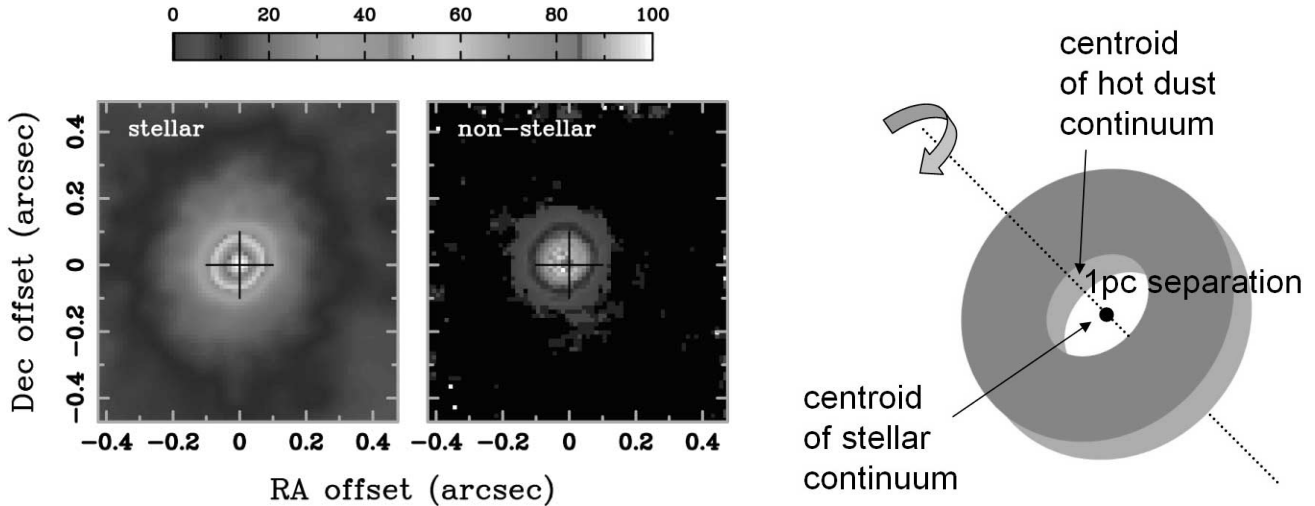 0 20 40 60 80 100
stellar
non-stellar
Dec offset (arcsec)
0.4
0.2
0
−0.2
−0.4
−0.4 −0.2 0 0.2 0.4
−0.4 −0.2 0 0.2 0.4
RA offset (arcsec)
centroid
of hot dust
continuum
1pc separation
centroid
of stellar
continuum